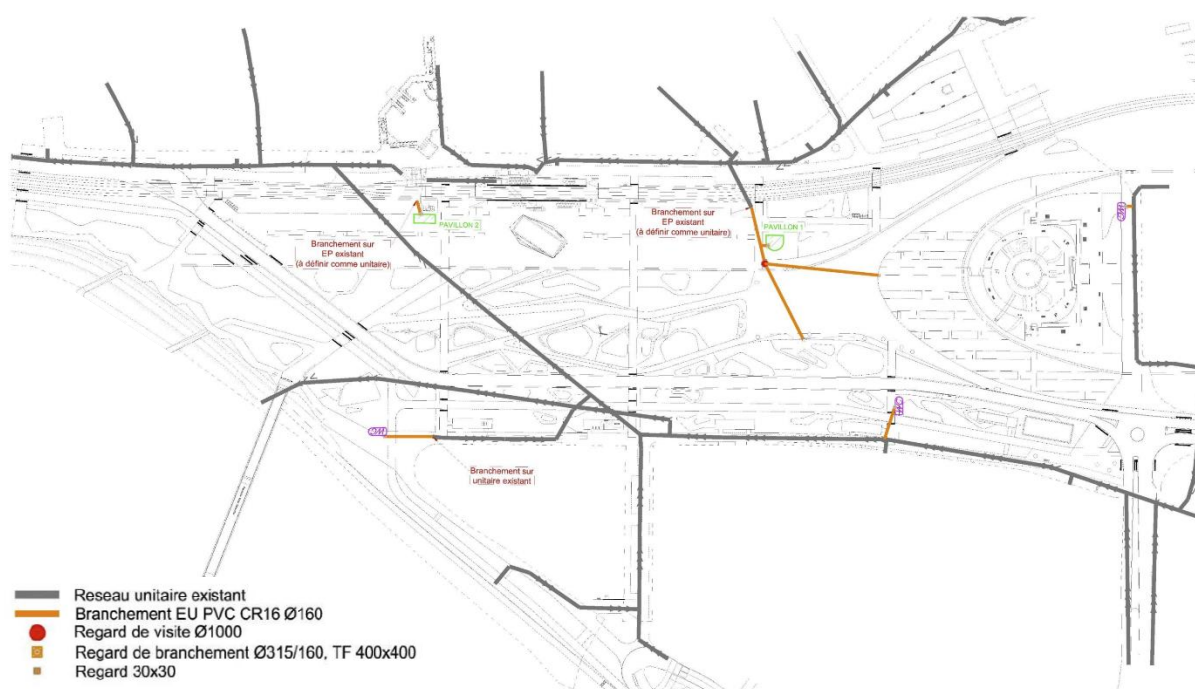 Branchement sur
EP existant
(à définir comme unitaire)
PAVILLON 2
Branchement sur
EP existant
(à définir comme unitaire)
PAVILLON 1
Branchement sur
unitaire existant
Reseau unitaire existant
Branchement EU PVC CR16 Ø160
Regard de visite Ø1000
Regard de branchement Ø315/160, TF 400x400
Regard 30x30